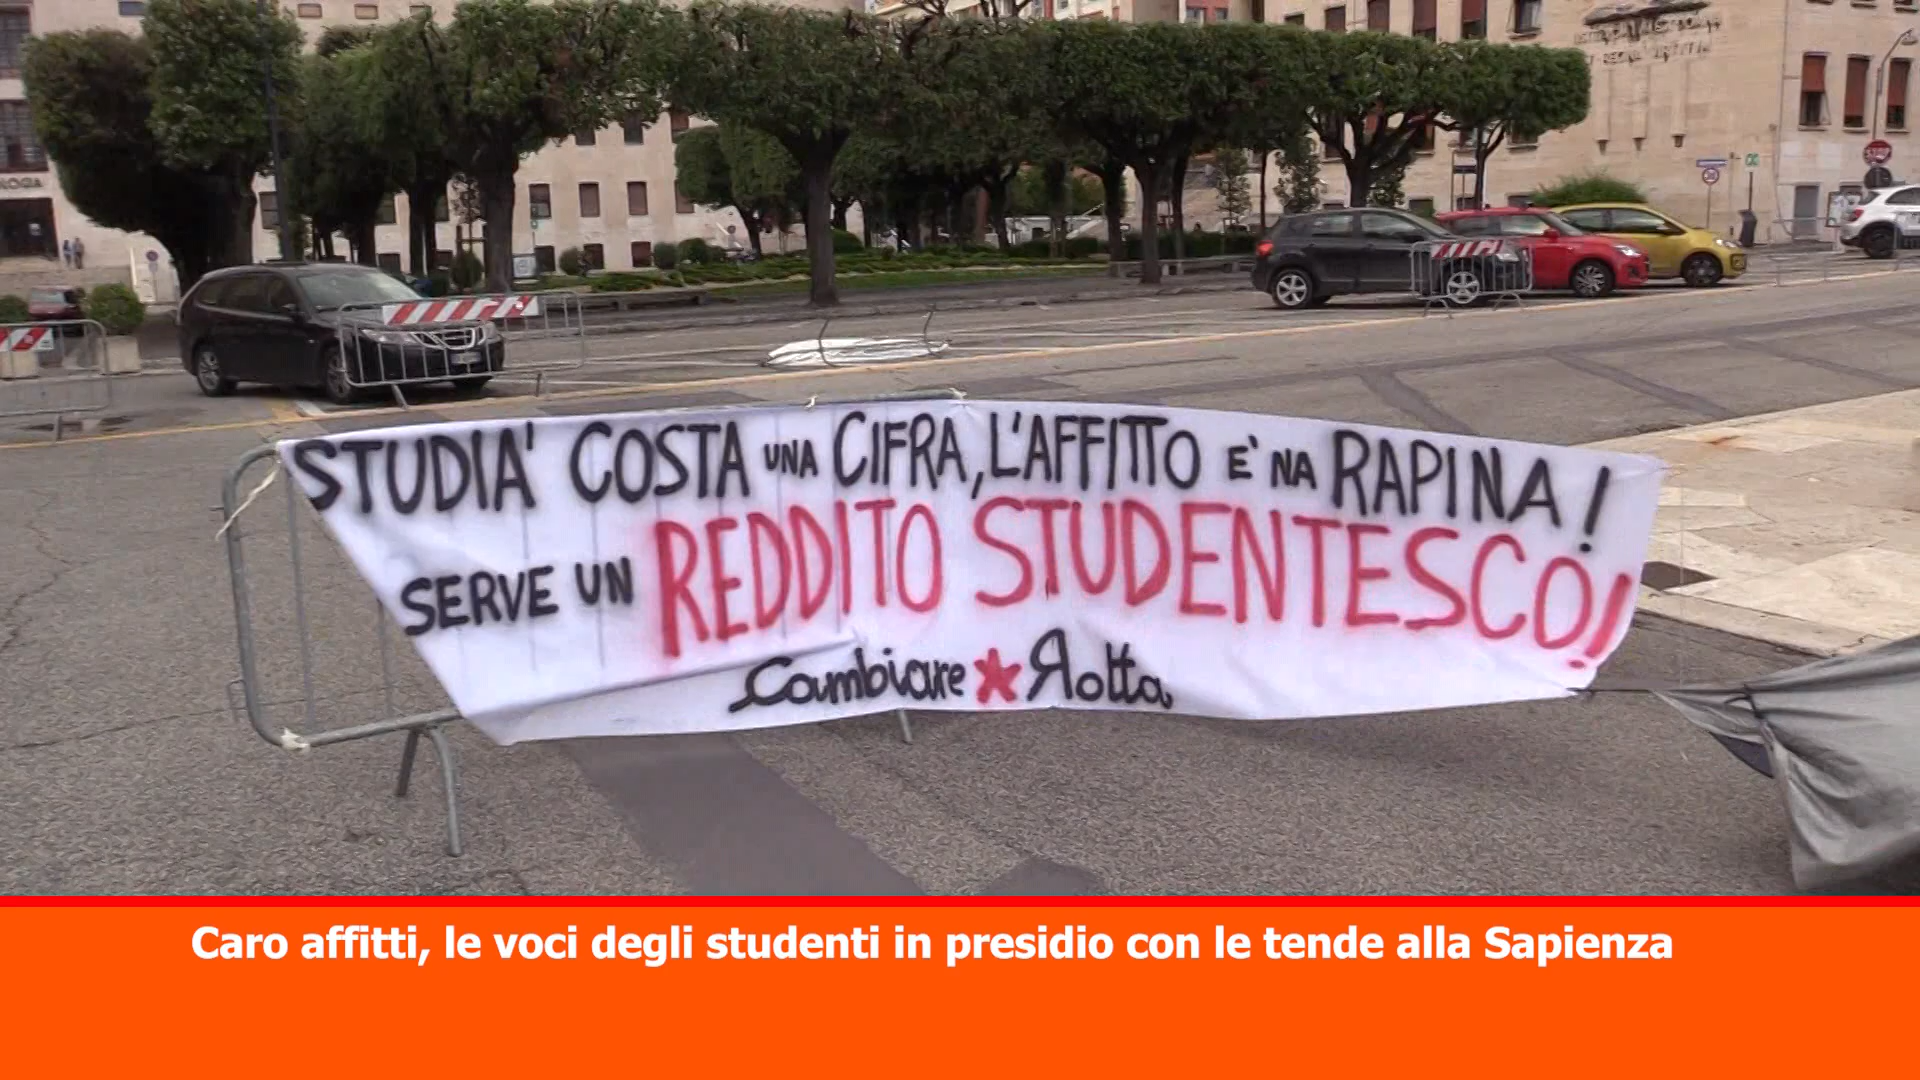 OLOGIA
STUDIA' COSTA UNA CIFRA, L'AFFITTO E' NA RAPINA!
SERVE UN REDDITO STUDENTESCO!
Cambiare ★ Rotta
Caro affitti, le voci degli studenti in presidio con le tende alla Sapienza